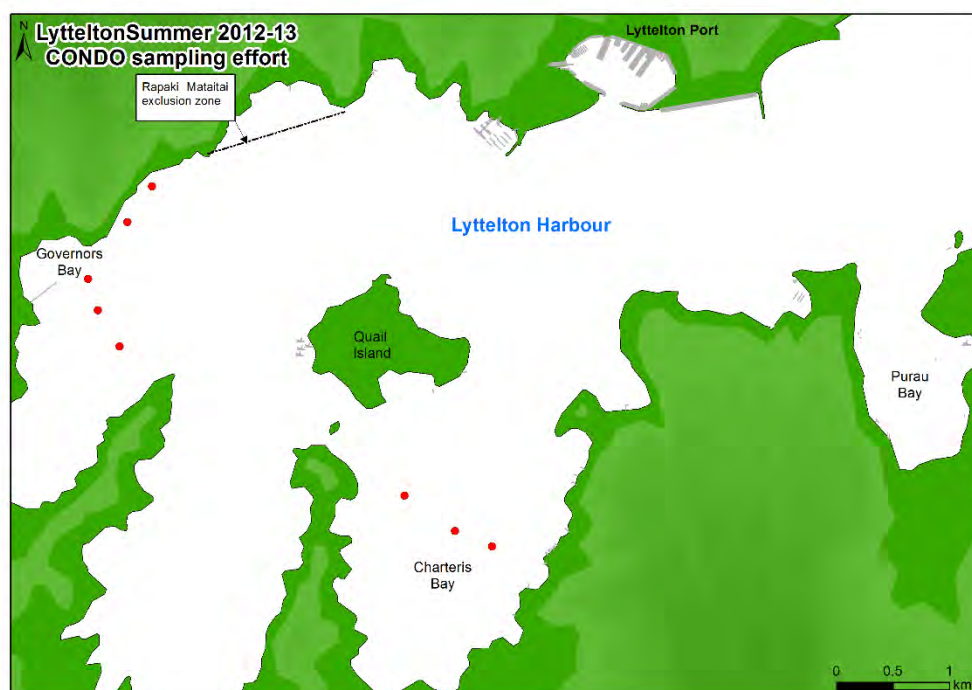 N
LytteltonSummer 2012-13
CONDO sampling effort
Lyttelton Port
Rapaki Mataitai
exclusion zone
Lyttelton Harbour
Governors
Bay
Quail
Island
Purau
Bay
Charteris
Bay
0 0.5 1
km